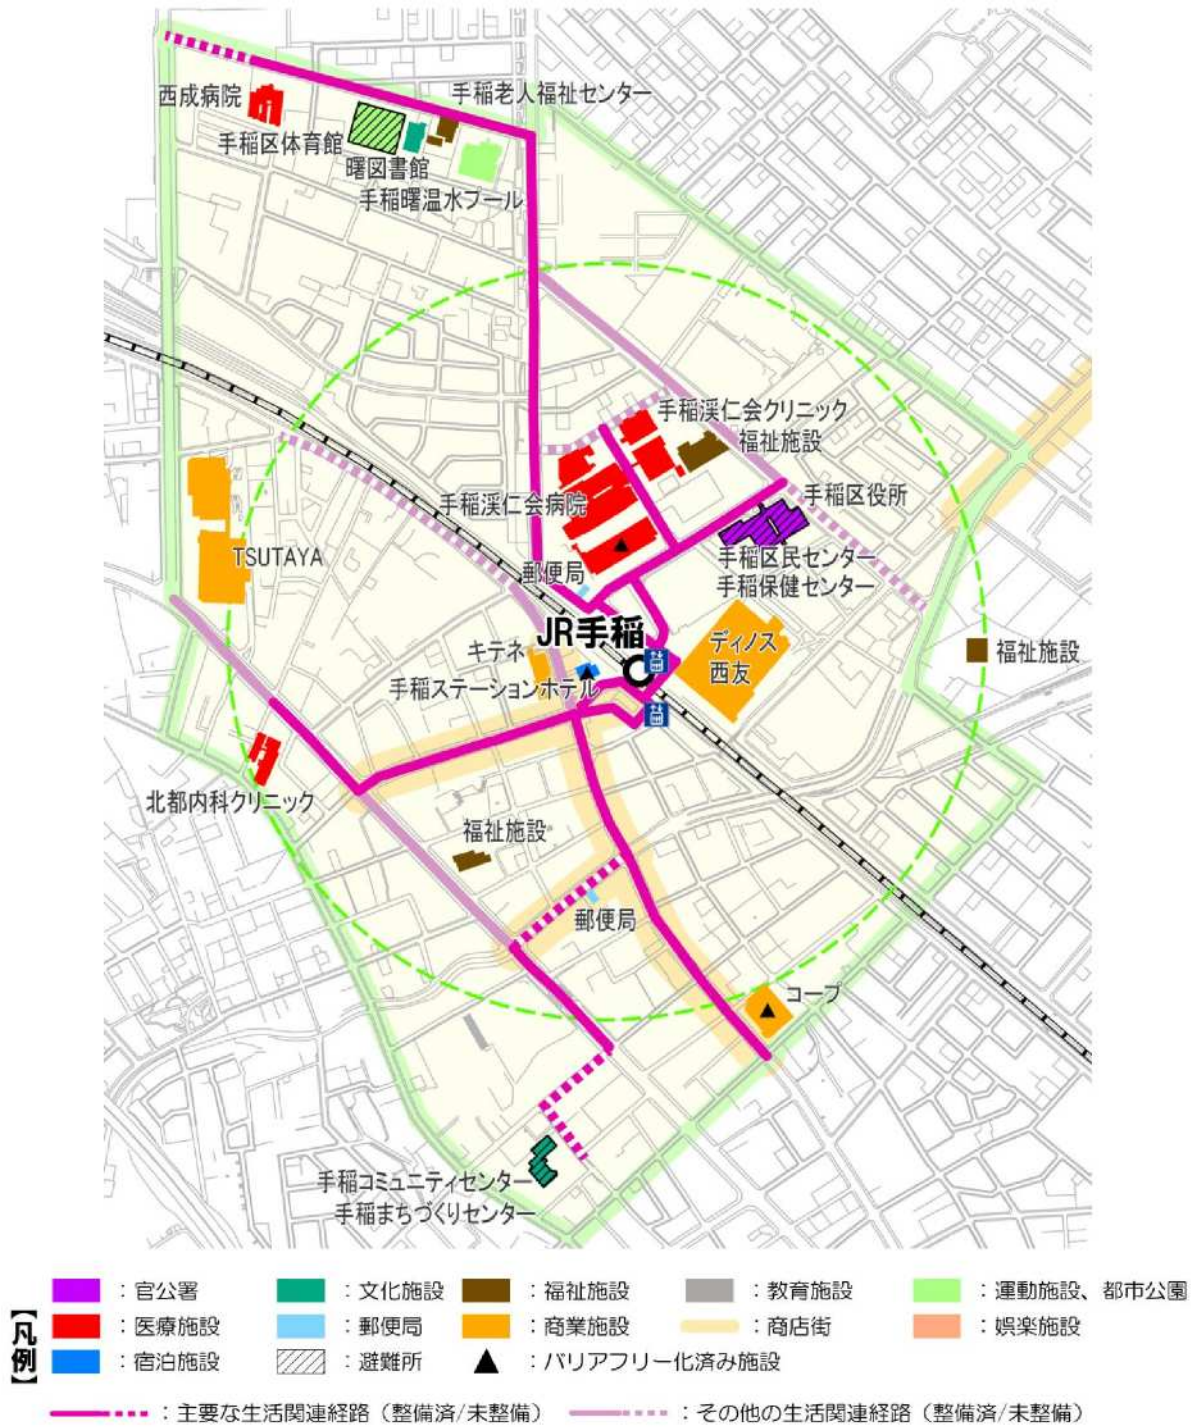 西成病院
手稲老人福祉センター
手稲区体育館
曙図書館
手稲曙温水プール
手稲渓仁会クリニック
福祉施設
手稲渓仁会病院
手稲区役所
TSUTAYA
手稲区民センター
手稲保健センター
郵便局
JR手稲
キテネ
ディノス
西友
福祉施設
手稲ステーションホテル
北都内科クリニック
福祉施設
郵便局
コープ
手稲コミュニティセンター
手稲まちづくりセンター
【凡例】
：官公署
：文化施設
：福祉施設
：教育施設
：運動施設、都市公園
：医療施設
：郵便局
：商業施設
：商店街
：娯楽施設
：宿泊施設
：避難所
：バリアフリー化済み施設
：主要な生活関連経路（整備済/未整備）
：その他の生活関連経路（整備済/未整備）